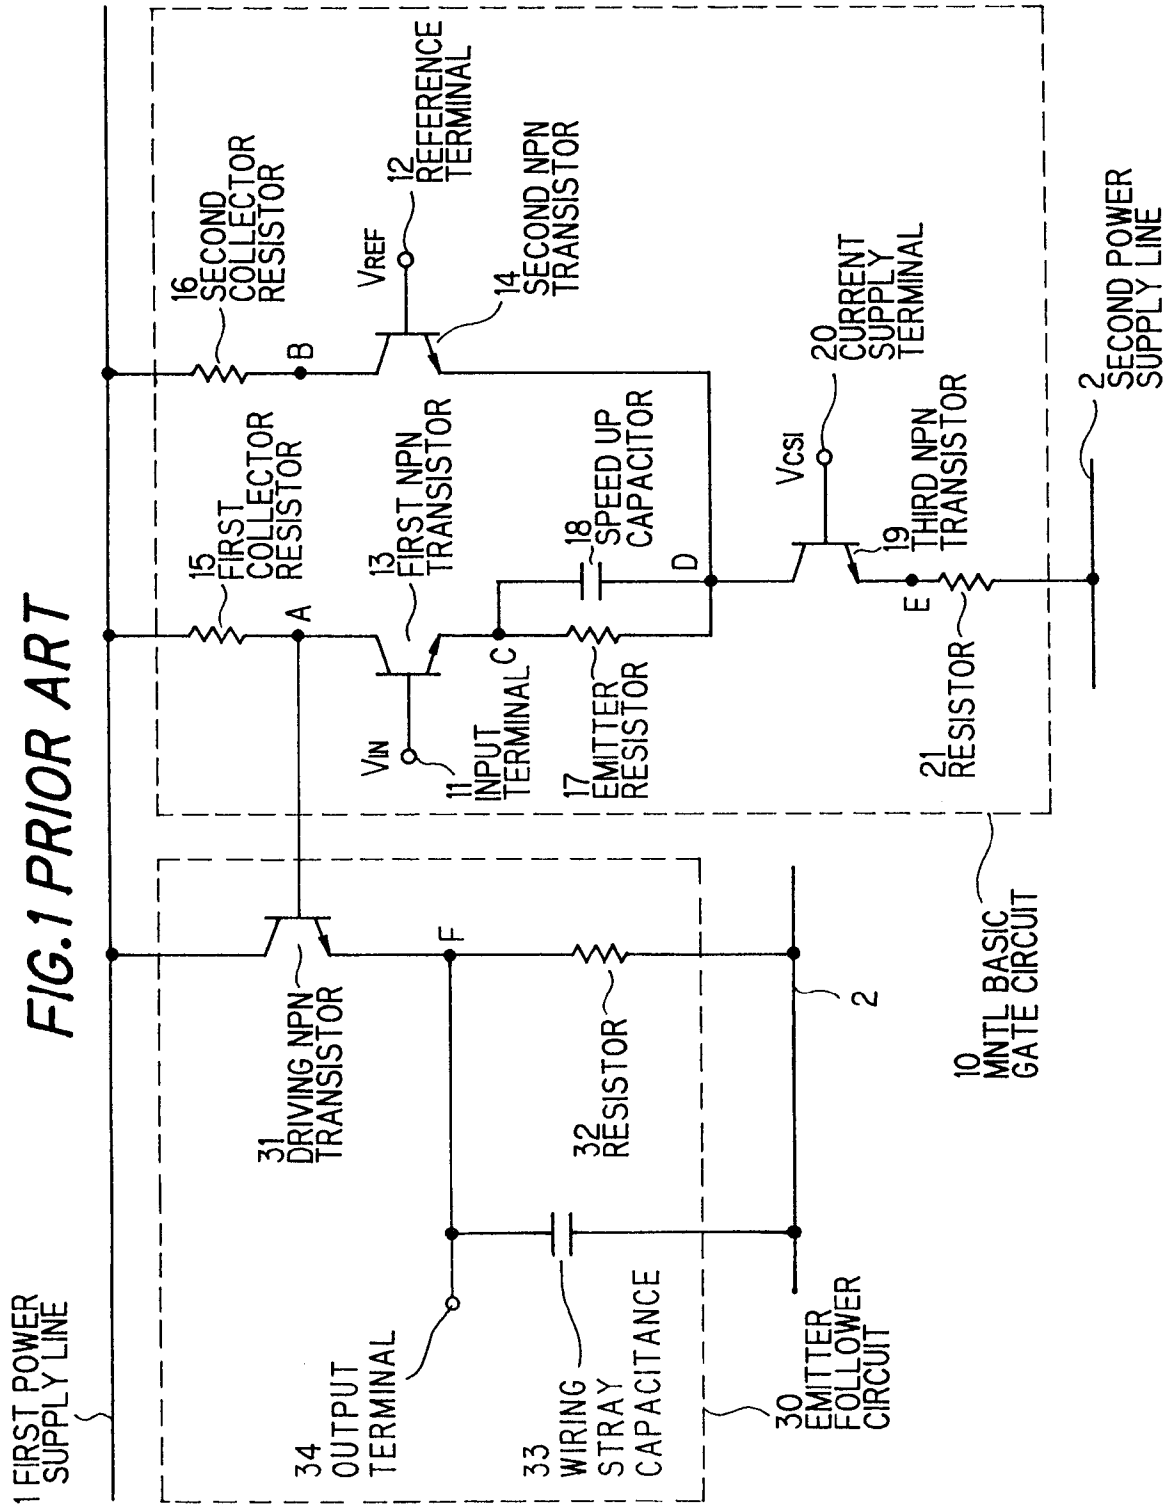 FIG.1 PRIOR ART
1 FIRST POWER
SUPPLY LINE
34
OUTPUT
TERMINAL
33
WIRING
STRAY
CAPACITANCE
31
DRIVING NPN
TRANSISTOR
F
32
RESISTOR
2
30
EMITTER
FOLLOWER
CIRCUIT
15
FIRST
COLLECTOR
RESISTOR
A
VIN
11
INPUT
TERMINAL
13
FIRST NPN
TRANSISTOR
C
17
EMITTER
RESISTOR
18
SPEED UP
CAPACITOR
D
16
SECOND
COLLECTOR
RESISTOR
B
VREF
12
REFERENCE
TERMINAL
14
SECOND NPN
TRANSISTOR
VCSI
20
CURRENT
SUPPLY
TERMINAL
19
THIRD NPN
TRANSISTOR
E
21
RESISTOR
2
SECOND POWER
SUPPLY LINE
10
MNTL BASIC
GATE CIRCUIT